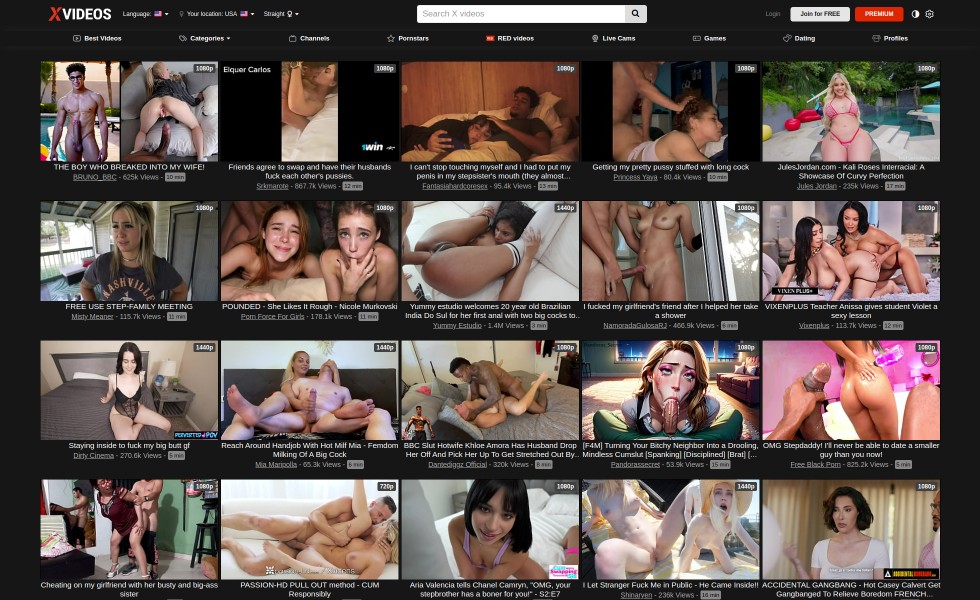 XVIDEOS
Language:
Your location: USA
Straight
Search X videos
Login
Join for FREE
PREMIUM
Best Videos
Categories
Channels
Pornstars
RED videos
Live Cams
Games
Dating
Profiles
1080p
Elquer Carlos
1080p
1win
1080p
1080p
1080p
THE BOY WHO BREAKED INTO MY WIFE!
BRUNO_BBC - 625k Views - 10 min
Friends agree to swap and have their husbands
fuck each other's pussies.
Srkmarote - 867.7k Views - 12 min
I can't stop touching myself and I had to put my
penis in my stepsister's mouth (they almost...
Fantasiahardcoresex - 95.4k Views - 13 min
Getting my pretty pussy stuffed with long cock
Princess Yaya - 80.4k Views - 10 min
JulesJordan.com - Kali Roses Interracial: A
Showcase Of Curvy Perfection
Jules Jordan - 235k Views - 17 min
1080p
NASHVILLE
1080p
1440p
1080p
1080p
VIXEN PLUS+
FREE USE STEP-FAMILY MEETING
Misty Meaner - 115.7k Views - 11 min
POUNDED - She Likes It Rough - Nicole Murkovski
Porn Force For Girls - 178.1k Views - 11 min
Yummy estudio welcomes 20 year old Brazilian
India Do Sul for her first anal with two big cocks to..
Yummy Estudio - 1.4M Views - 3 min
I fucked my girlfriend's friend after I helped her take
a shower
NamoradaGulosaRJ - 466.9k Views - 6 min
VIXENPLUS Teacher Anissa gives student Violet a
sexy lesson
Vixenplus - 113.7k Views - 12 min
1440p
PERVERTED POV
1440p
1080p
1080p
1080p
Staying inside to fuck my big butt gf
Dirty Cinema - 270.6k Views - 5 min
Reach Around Handjob With Hot Milf Mia - Femdom
Milking Of A Big Cock
Mia Maripolla - 65.3k Views - 6 min
BBC Slut Hotwife Khloe Amora Has Husband Drop
Her Off And Pick Her Up To Get Stretched Out By..
Dantediggz Official - 320k Views - 8 min
[F4M] Turning Your Bitchy Neighbor Into a Drooling,
Mindless Cumslut [Spanking] [Disciplined] [Brat] [...
Pandorassecret - 53.9k Views - 15 min
OMG Stepdaddy! I'll never be able to date a smaller
guy than you now!
Free Black Porn - 825.2k Views - 5 min
1080p
720p
1080p
1440p
1080p
Cheating on my girlfriend with her busty and big-ass
sister
PASSION-HD PULL OUT method - CUM
Responsibly
Aria Valencia tells Chanel Camryn, "OMG, your
stepbrother has a boner for you!" - S2:E7
I Let Stranger Fuck Me in Public - He Came Inside!!
Shinaryen - 236k Views - 16 min
ACCIDENTAL GANGBANG - Hot Casey Calvert Get
Gangbanged To Relieve Boredom FRENCH...